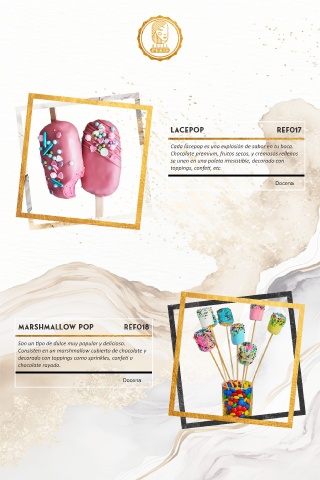 LACEPOP REF017
Cada lacepop es una explosión de sabor en tu boca.
Chocolate premium, frutos secos, y cremosos rellenos
se unen en una paleta irresistible, decorada con
toppings, confeti, etc.
Docena
MARSHMALLOW POP REF018
Son un tipo de dulce muy popular y delicioso.
Consisten en un marshmallow cubierto de chocolate y
decorado con toppings como sprinkles, confeti o
chocolate rayado.
Docena